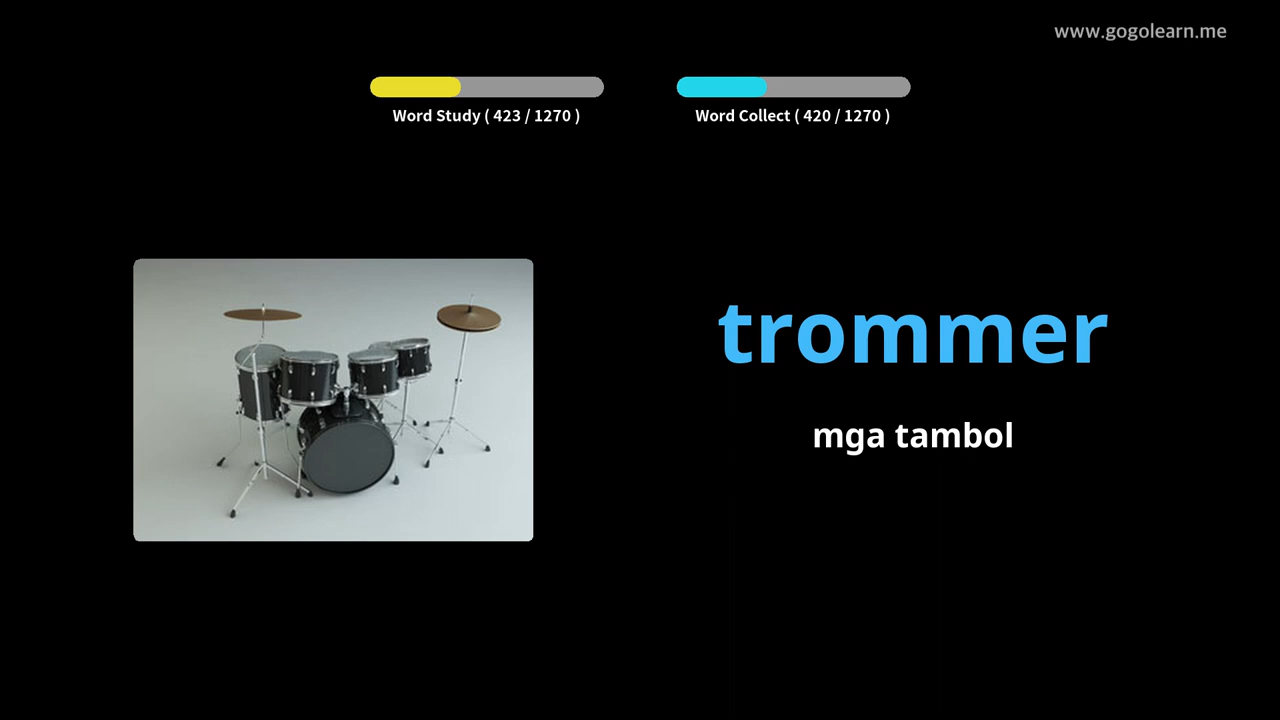 www.gogolearn.me
Word Study ( 423 / 1270 )
Word Collect ( 420 / 1270 )
trommer
mga tambol